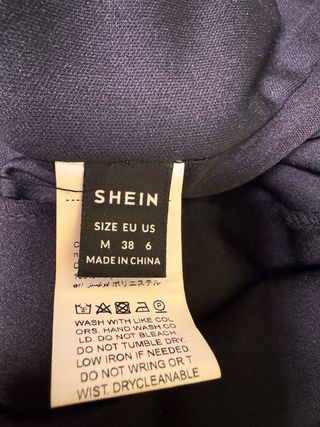 SHEIN
SIZE EU US
M 38 6
MADE IN CHINA
ポリエステル
WASH WITH LIKE COL
ORS. HAND WASH CO
LD. DO NOT BLEACH.
DO NOT TUMBLE DRY.
LOW IRON IF NEEDED.
DO NOT WRING OR T
WIST. DRYCLEANABLE